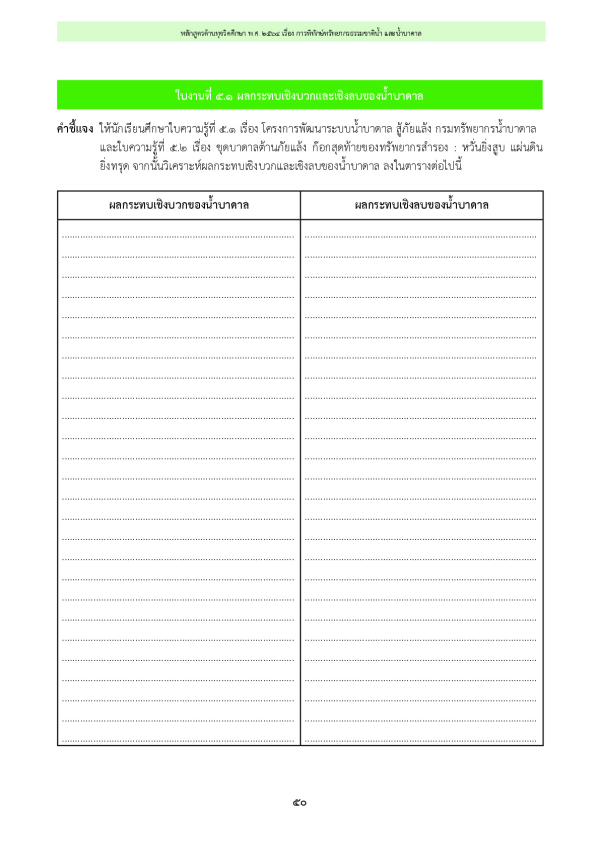 หลักสูตรต้านทุจริตศึกษา พ.ศ. ๒๕๖๔ เรื่อง การพิทักษ์ทรัพยากรธรรมชาติน้ำ และน้ำบาดาล
ใบงานที่ ๕.๑ ผลกระทบเชิงบวกและเชิงลบของน้ำบาดาล
คำชี้แจง ให้นักเรียนศึกษาใบความรู้ที่ ๕.๑ เรื่อง โครงการพัฒนาระบบน้ำบาดาล สู้ภัยแล้ง กรมทรัพยากรน้ำบาดาล
และใบความรู้ที่ ๕.๒ เรื่อง ขุดบาดาลต้านภัยแล้ง ก๊อกสุดท้ายของทรัพยากรสำรอง : หวั่นยิ่งสูบ แผ่นดิน
ยิ่งทรุด จากนั้นวิเคราะห์ผลกระทบเชิงบวกและเชิงลบของน้ำบาดาล ลงในตารางต่อไปนี้
ผลกระทบเชิงบวกของน้ำบาดาล
ผลกระทบเชิงลบของน้ำบาดาล
๕๐